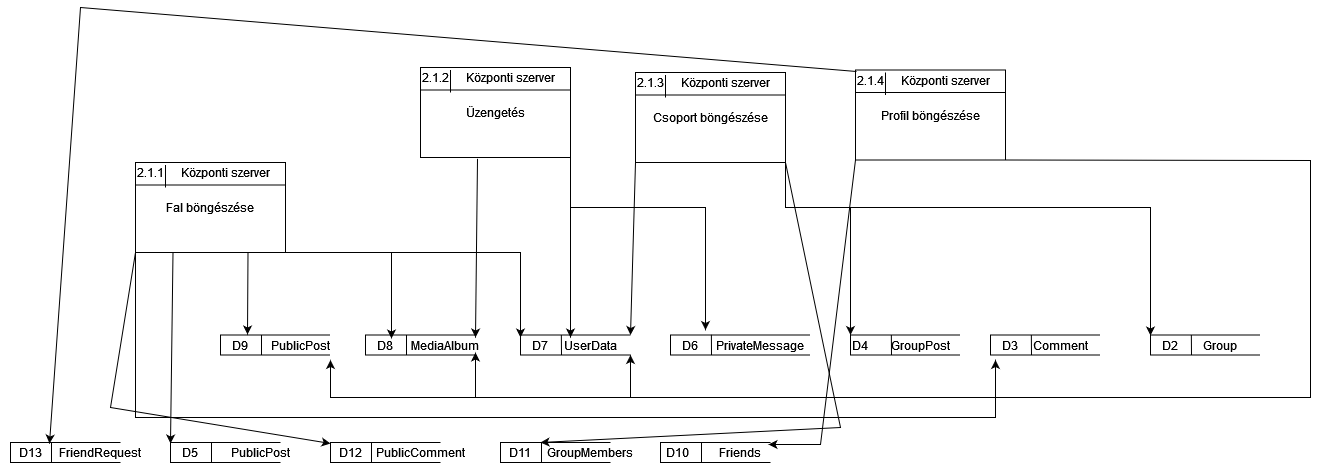 2.1.2 Központi szerver
Üzengetés
2.1.3 Központi szerver
Csoport böngészése
2.1.4 Központi szerver
Profil böngészése
2.1.1 Központi szerver
Fal böngészése
D9 PublicPost
D8 MediaAlbum
D7 UserData
D6 PrivateMessage
D4 GroupPost
D3 Comment
D2 Group
D13 FriendRequest
D5 PublicPost
D12 PublicComment
D11 GroupMembers
D10 Friends